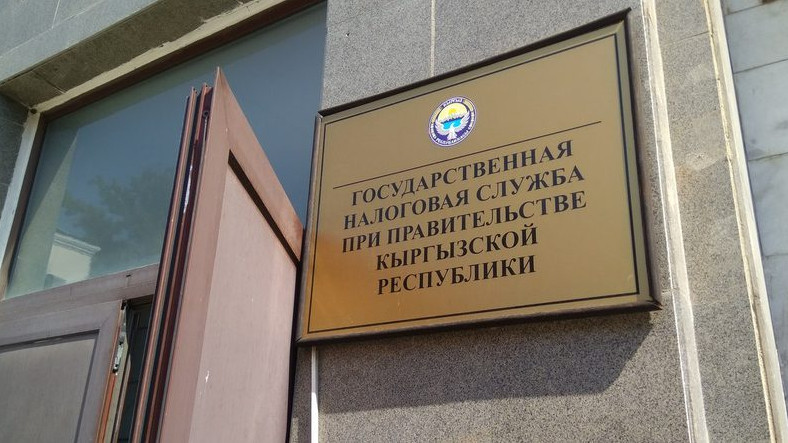 ГОСУДАРСТВЕННАЯ
НАЛОГОВАЯ СЛУЖБА
ПРИ ПРАВИТЕЛЬСТВЕ
КЫРГЫЗСКОЙ
РЕСПУБЛИКИ